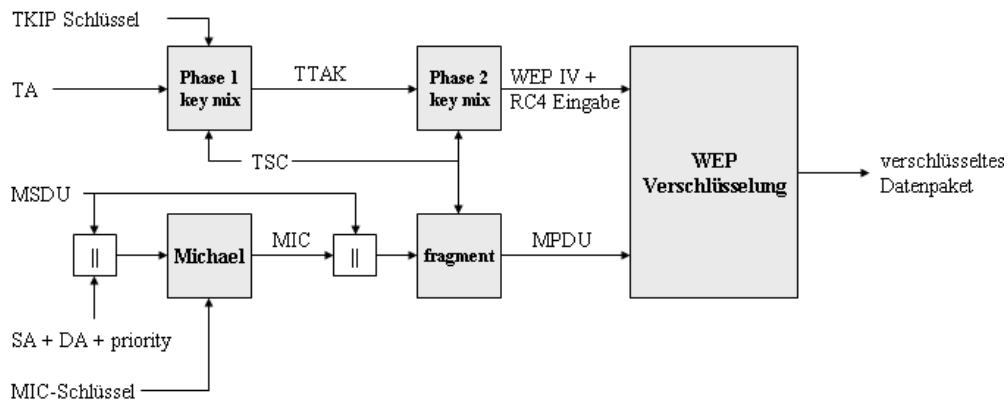 TKIP Schlüssel
TA
Phase 1
key mix
TTAK
Phase 2
key mix
WEP IV +
RC4 Eingabe
TSC
WEP
Verschlüsselung
verschlüsseltes
Datenpaket
MSDU
||
Michael
MIC
||
fragment
MPDU
SA + DA + priority
MIC-Schlüssel